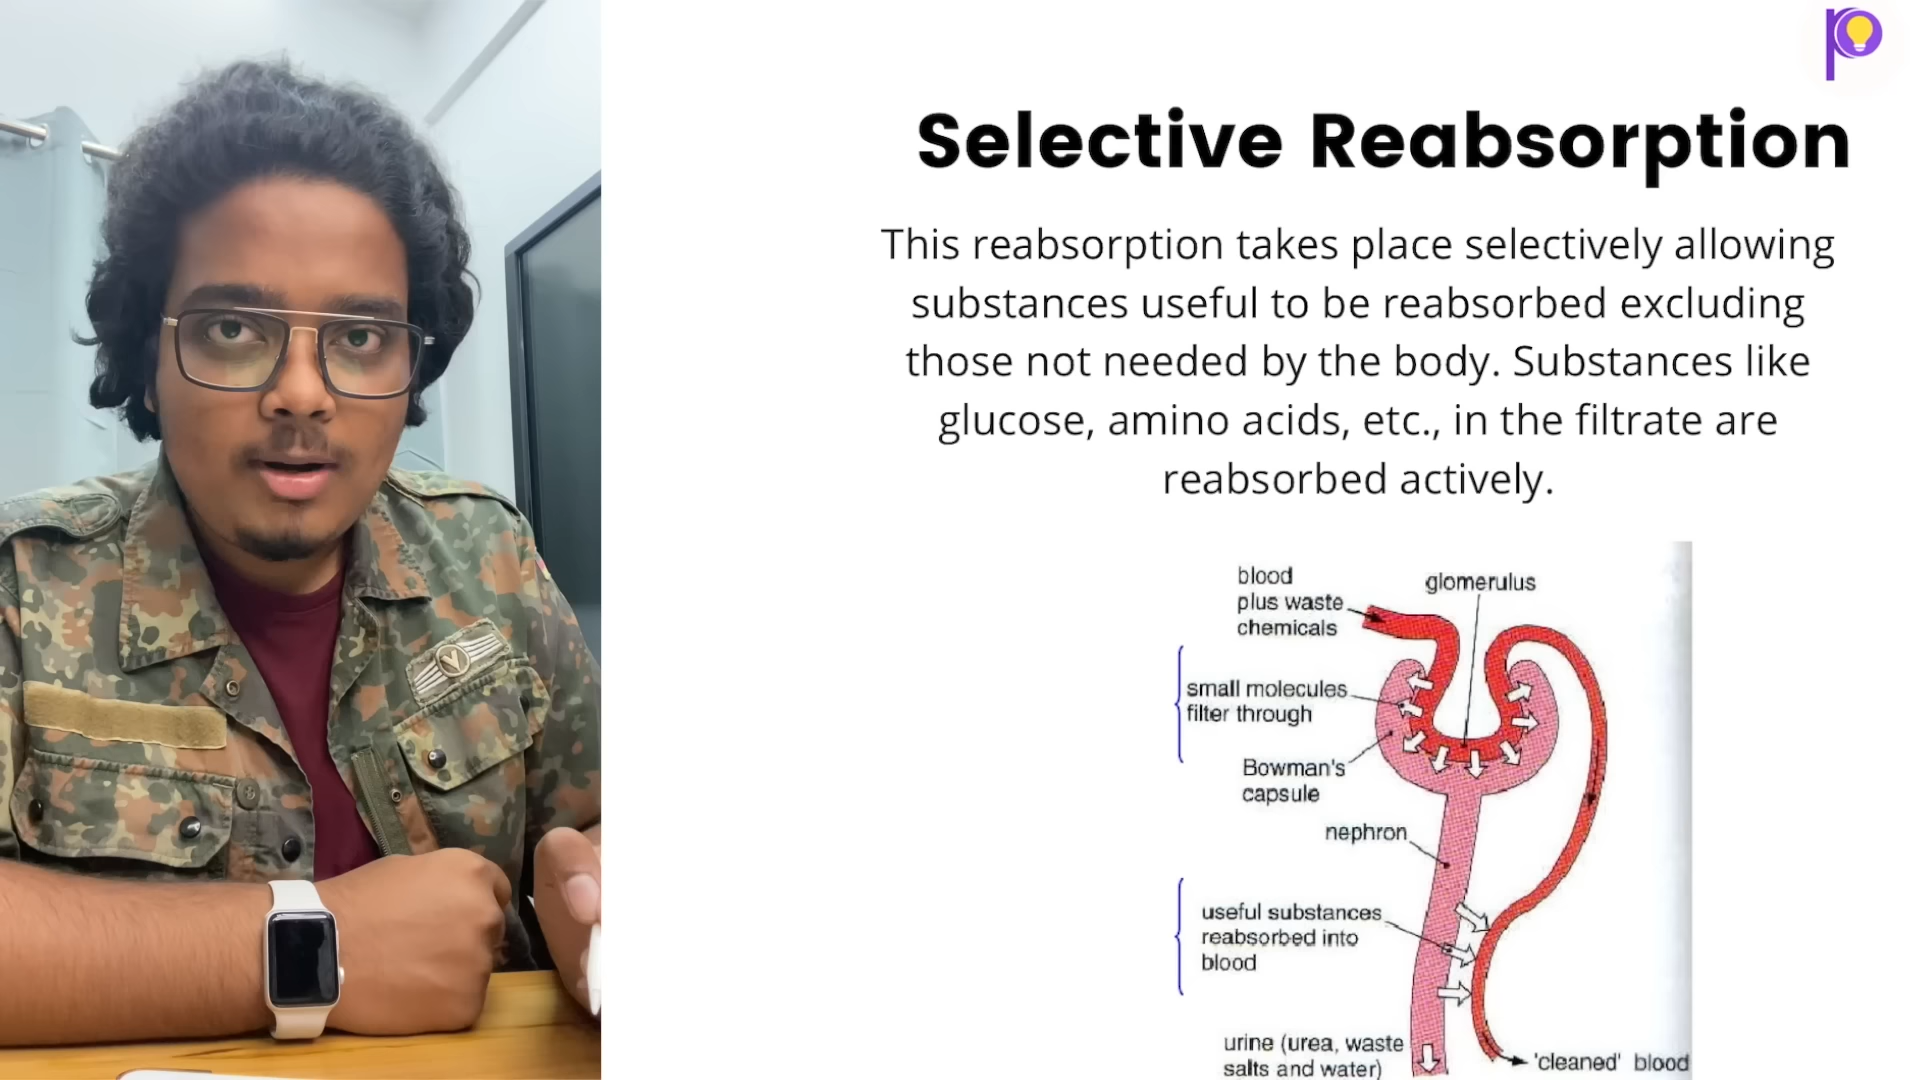 Selective Reabsorption
This reabsorption takes place selectively allowing
substances useful to be reabsorbed excluding
those not needed by the body. Substances like
glucose, amino acids, etc., in the filtrate are
reabsorbed actively.
blood
plus waste
chemicals
glomerulus
small molecules
filter through
Bowman's
capsule
nephron
useful substances
reabsorbed into
blood
urine (urea, waste
salts and water)
'cleaned' blood